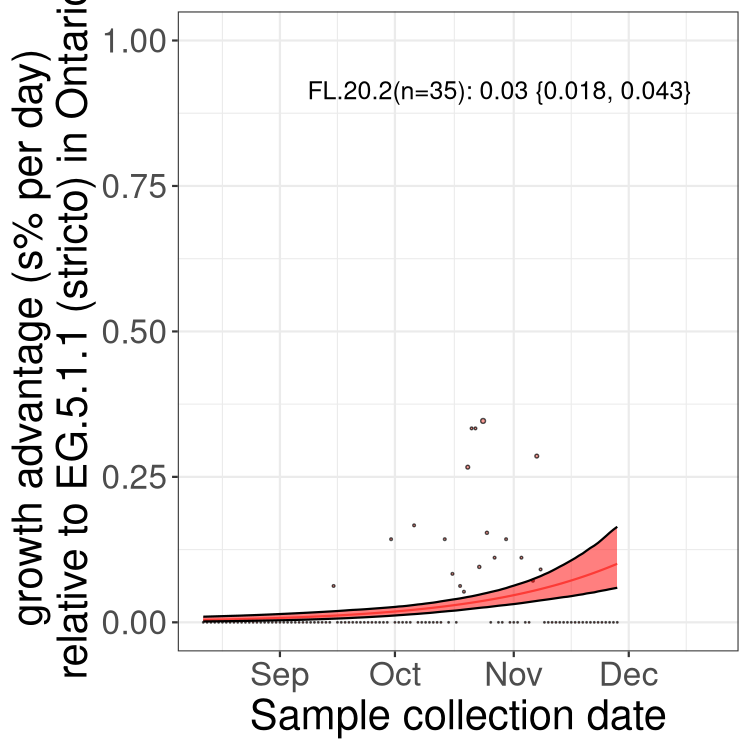 growth advantage (s% per day)
relative to EG.5.1.1 (stricto) in Ontario
1.00
0.75
0.50
0.25
0.00
FL.20.2(n=35): 0.03 {0.018, 0.043}
Sep Oct Nov Dec
Sample collection date